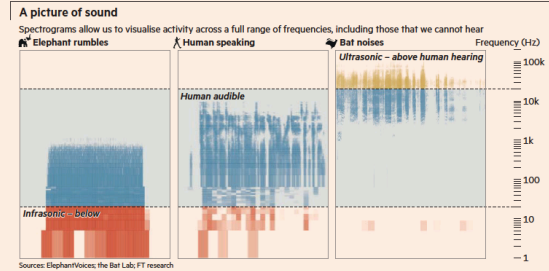 A picture of sound
Spectrograms allow us to visualise activity across a full range of frequencies, including those that we cannot hear
Elephant rumbles
Human speaking
Bat noises
Frequency (Hz)
Ultrasonic – above human hearing
Human audible
Infrasonic – below
100k
10k
1k
100
10
1
Sources: ElephantVoices; the Bat Lab; FT research